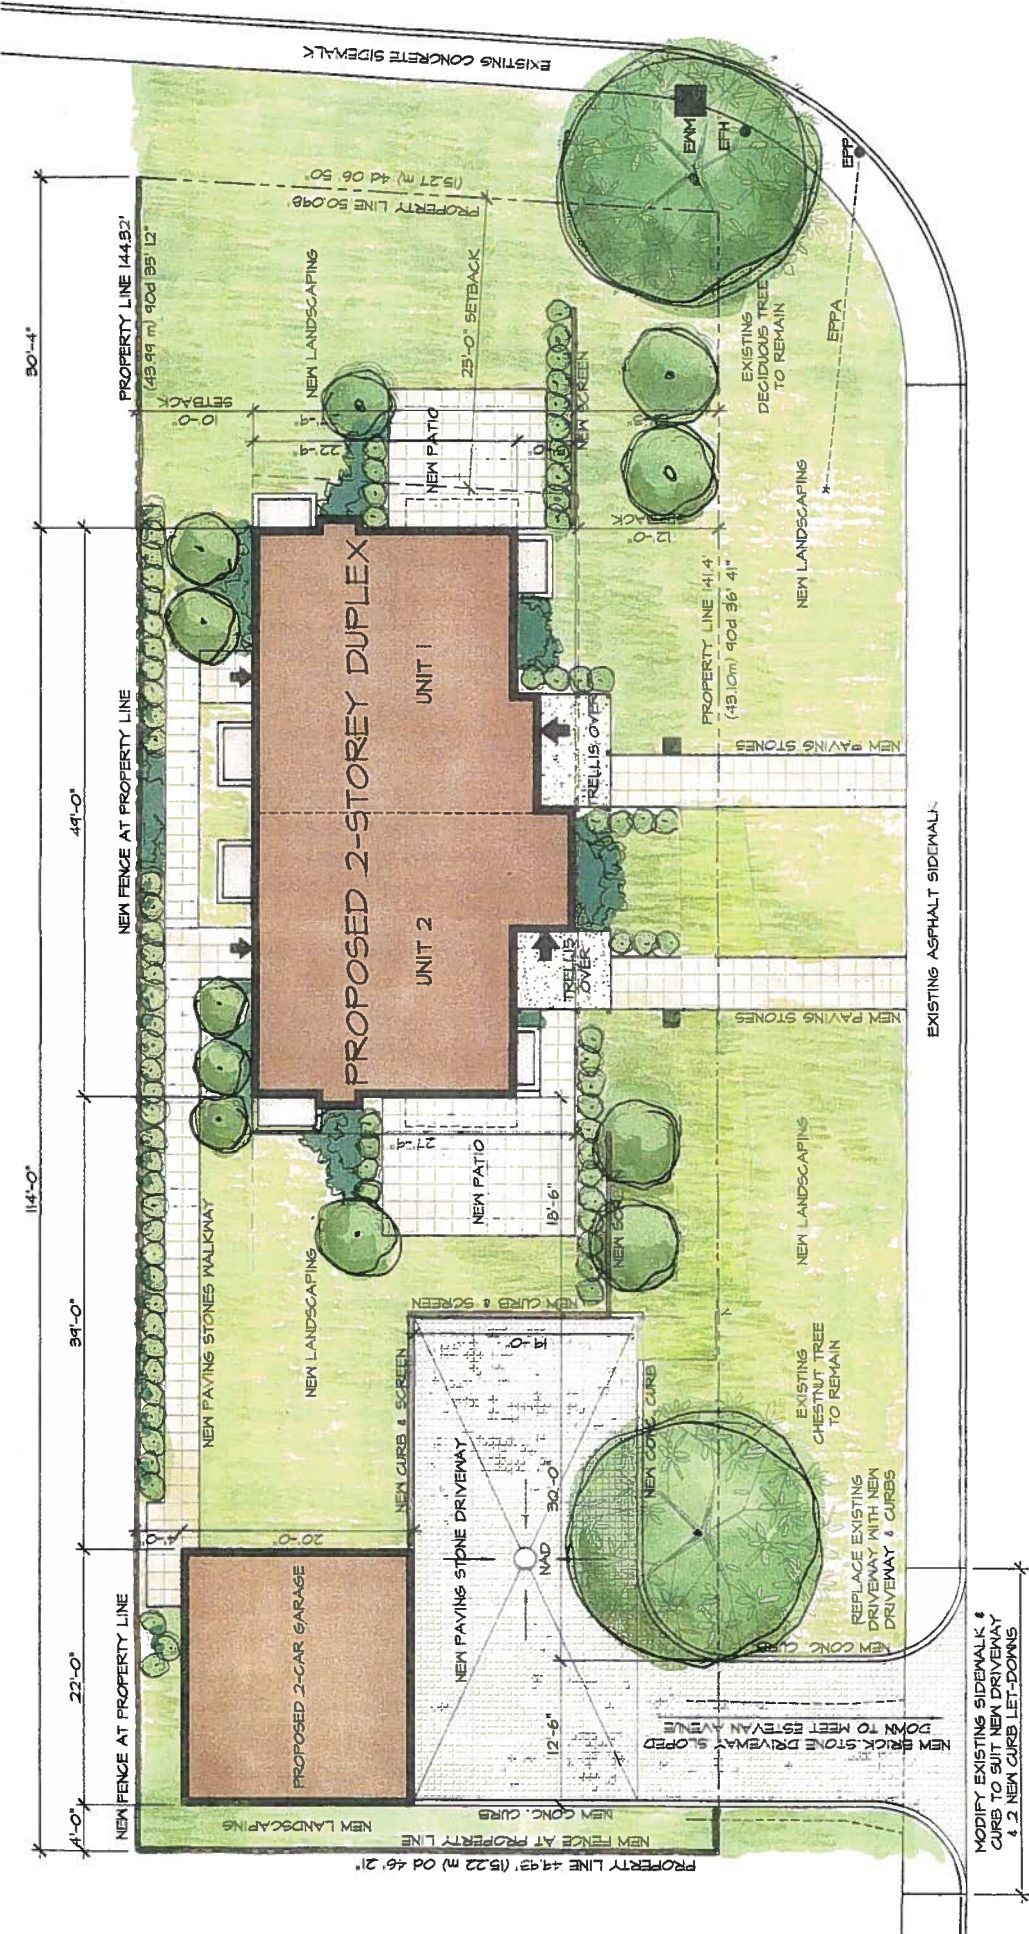 EXISTING CONCRETE SIDEWALK
30'-4"
PROPERTY LINE 144.32'
(43.99 m) 90d 35' 12"
(15.27 m) 4d 06' 50"
PROPERTY LINE 50.098'
EWM
EFH
EPP
EPPA
10'-0"
SETBACK
NEW LANDSCAPING
23'-0" SETBACK
EXISTING
DECIDUOUS TREE
TO REMAIN
NEW SCREEN
22'-9"
NEW PATIO
12'-0"
SETBACK
NEW LANDSCAPING
PROPERTY LINE 141.4'
(43.10m) 90d 36' 41"
49'-0"
NEW FENCE AT PROPERTY LINE
PROPOSED 2-STOREY DUPLEX
UNIT 1
UNIT 2
TRELLIS OVER
NEW PAVING STONES
TRELLIS
OVER
NEW PAVING STONES
EXISTING ASPHALT SIDEWALK
114'-0"
39'-0"
NEW PAVING STONES WALKWAY
NEW LANDSCAPING
27'-9"
NEW PATIO
18'-6"
NEW SCREEN
NEW LANDSCAPING
NEW CURB & SCREEN
19'-0"
NEW CURB & SCREEN
NEW CONC. CURB
EXISTING
CHESTNUT TREE
TO REMAIN
4'-0"
20'-0"
NEW PAVING STONE DRIVEWAY
30'-0"
NAD
REPLACE EXISTING
DRIVEWAY WITH NEW
DRIVEWAY & CURBS
NEW CONC. CURB
22'-0"
NEW FENCE AT PROPERTY LINE
PROPOSED 2-CAR GARAGE
12'-6"
NEW BRICK-STONE DRIVEWAY SLOPED
DOWN TO MEET ESTEVAN AVENUE
MODIFY EXISTING SIDEWALK &
CURB TO SUIT NEW DRIVEWAY
& 2 NEW CURB LET-DOWNS
4'-0"
NEW LANDSCAPING
NEW CONC. CURB
NEW FENCE AT PROPERTY LINE
PROPERTY LINE 49.93' (15.22 m) 0d 46' 21"